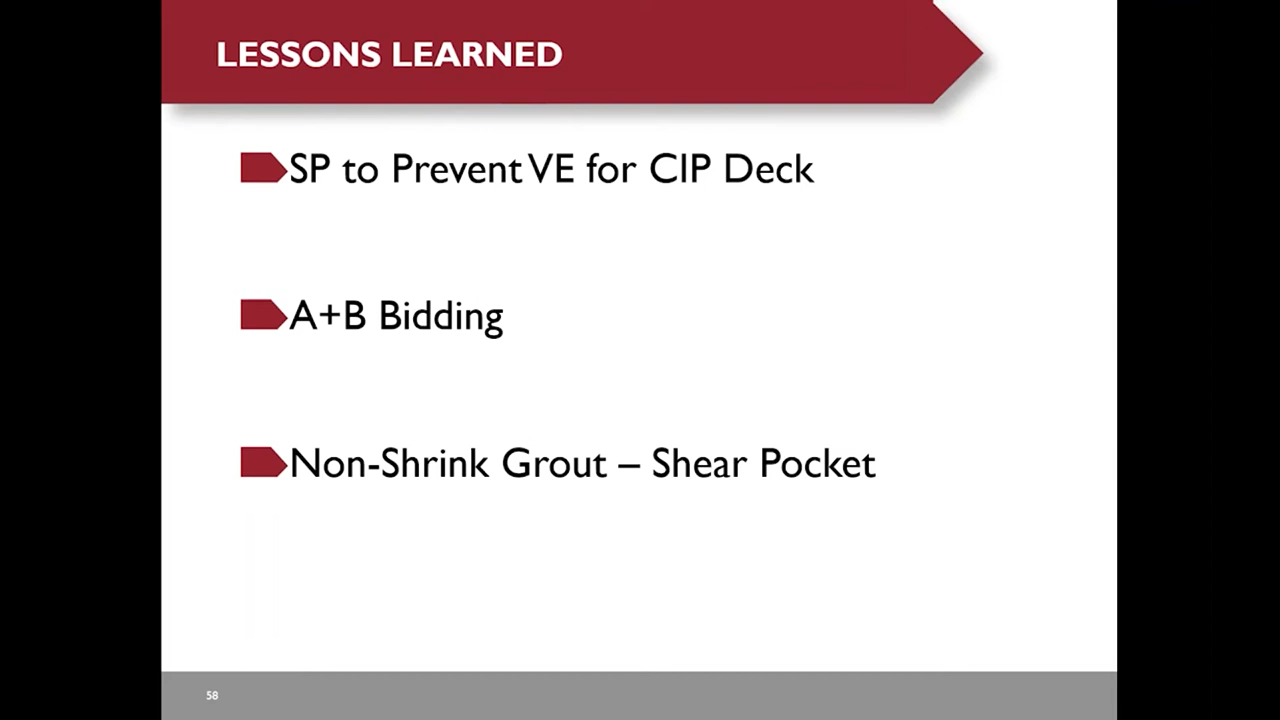 LESSONS LEARNED
SP to Prevent VE for CIP Deck
A+B Bidding
Non-Shrink Grout – Shear Pocket
58